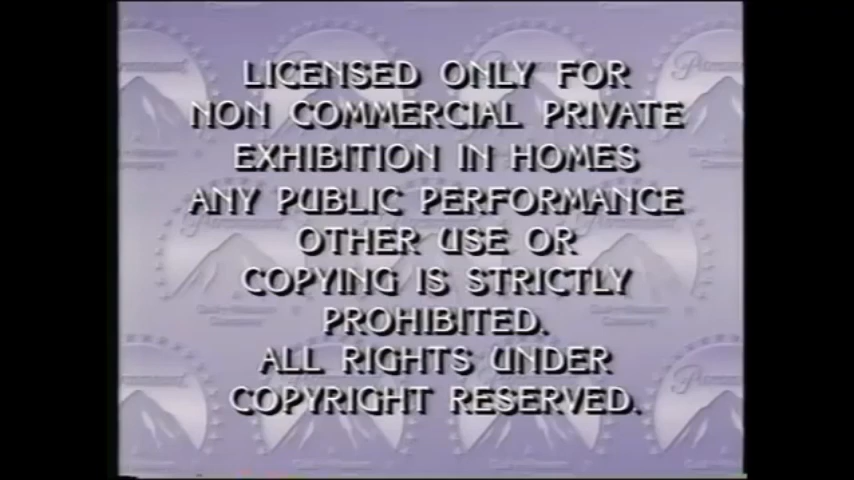 LICENSED ONLY FOR
NON COMMERCIAL PRIVATE
EXHIBITION IN HOMES
ANY PUBLIC PERFORMANCE
OTHER USE OR
COPYING IS STRICTLY
PROHIBITED.
ALL RIGHTS UNDER
COPYRIGHT RESERVED.